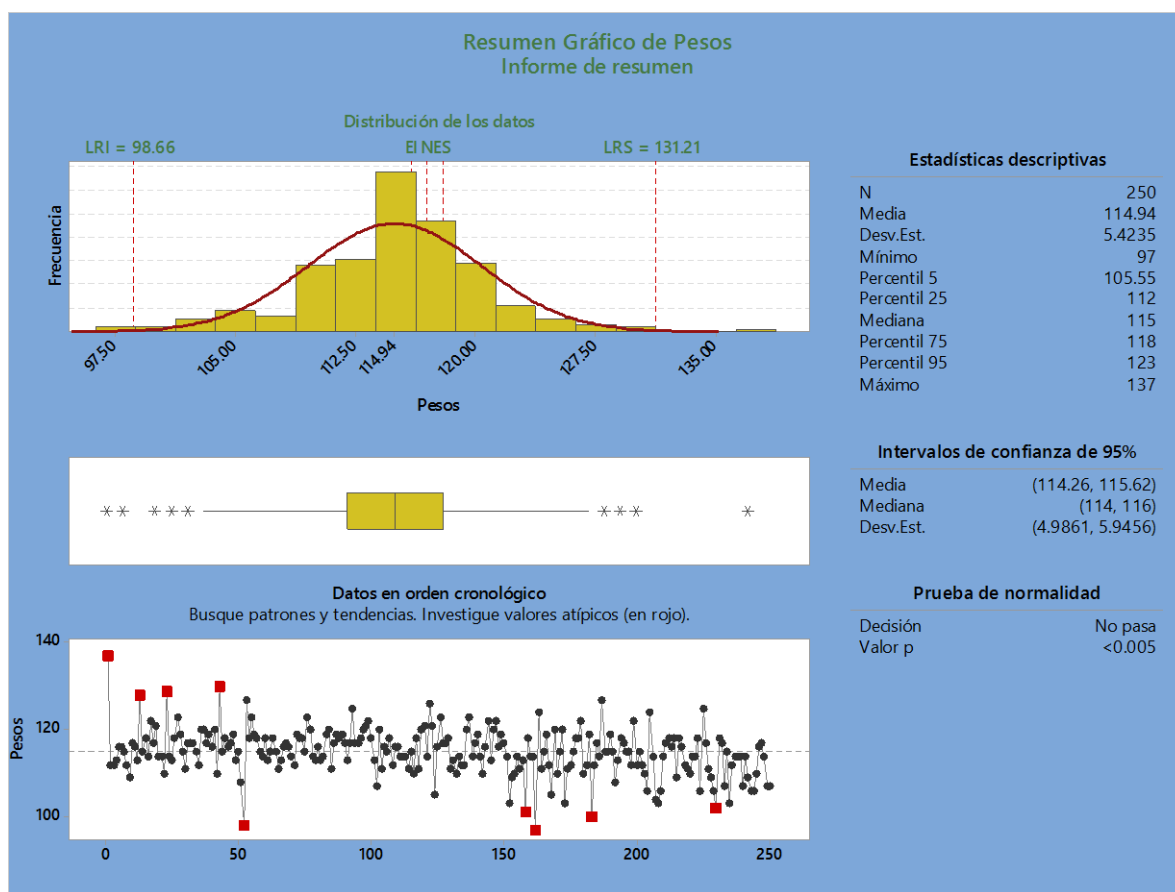 Resumen Gráfico de Pesos
Informe de resumen
Distribución de los datos
LRI = 98.66
EI NES
LRS = 131.21
Frecuencia
97.50
105.00
112.50
114.94
120.00
127.50
135.00
Pesos
Estadísticas descriptivas
N 250
Media 114.94
Desv.Est. 5.4235
Mínimo 97
Percentil 5 105.55
Percentil 25 112
Mediana 115
Percentil 75 118
Percentil 95 123
Máximo 137
Intervalos de confianza de 95%
Media (114.26, 115.62)
Mediana (114, 116)
Desv.Est. (4.9861, 5.9456)
Datos en orden cronológico
Busque patrones y tendencias. Investigue valores atípicos (en rojo).
Pesos
140
120
100
0 50 100 150 200 250
Prueba de normalidad
Decisión No pasa
Valor p <0.005